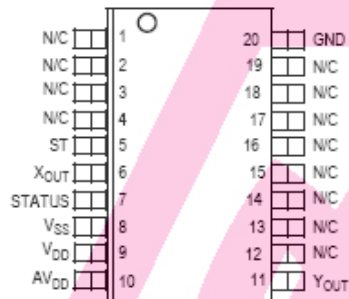 N/C 1 20 GND
N/C 2 19 N/C
N/C 3 18 N/C
N/C 4 17 N/C
ST 5 16 N/C
XOUT 6 15 N/C
STATUS 7 14 N/C
VSS 8 13 N/C
VDD 9 12 N/C
AVDD 10 11 YOUT